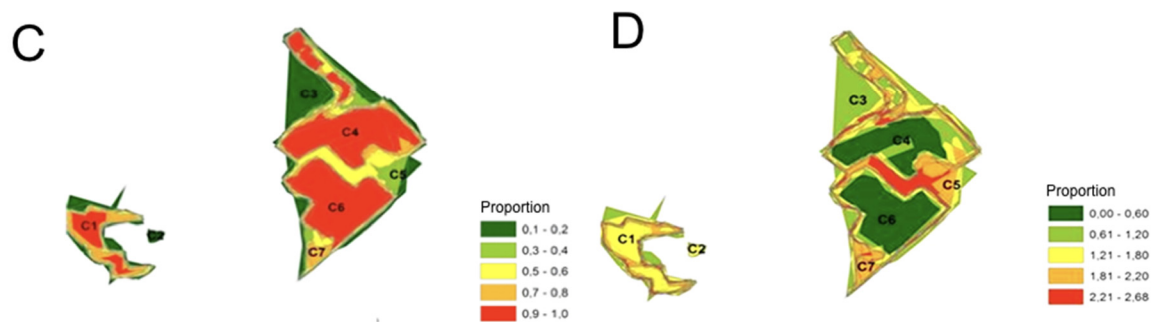 C
C3
C4
C5
C6
C7
C1
Proportion
0,1 - 0,2
0,3 - 0,4
0,5 - 0,6
0,7 - 0,8
0,9 - 1,0
D
C3
C4
C5
C6
C7
C1
C2
Proportion
0,00 - 0,60
0,61 - 1,20
1,21 - 1,80
1,81 - 2,20
2,21 - 2,68